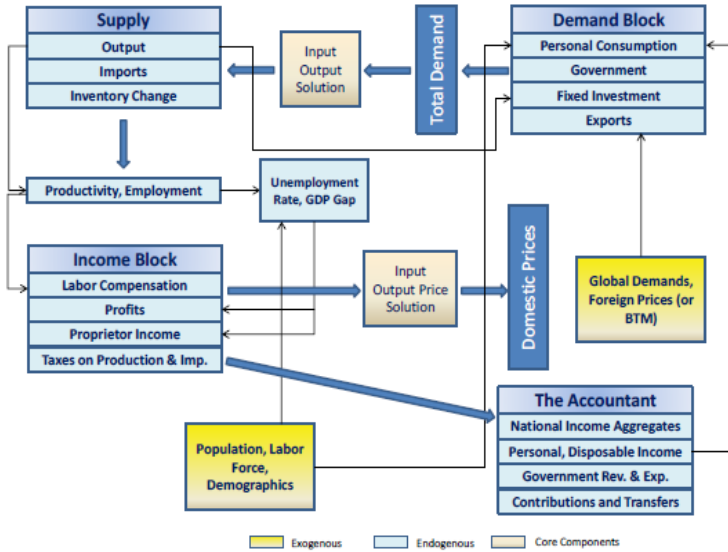 Supply
Output
Imports
Inventory Change
Input
Output
Solution
Total Demand
Demand Block
Personal Consumption
Government
Fixed Investment
Exports
Productivity, Employment
Unemployment
Rate, GDP Gap
Income Block
Labor Compensation
Profits
Proprietor Income
Taxes on Production & Imp.
Input
Output Price
Solution
Domestic Prices
Global Demands,
Foreign Prices (or
BTM)
The Accountant
National Income Aggregates
Personal, Disposable Income
Government Rev. & Exp.
Contributions and Transfers
Population, Labor
Force,
Demographics
Exogenous
Endogenous
Core Components